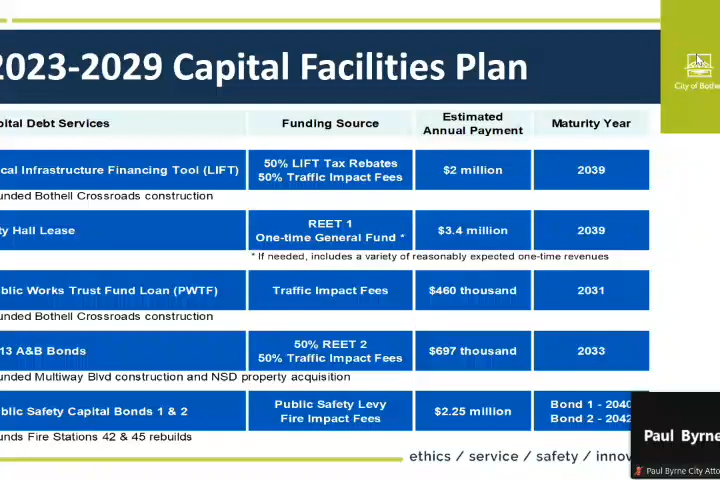 2023-2029 Capital Facilities Plan
City of Bothe
pital Debt Services
Funding Source
Estimated
Annual Payment
Maturity Year
cal Infrastructure Financing Tool (LIFT)
50% LIFT Tax Rebates
50% Traffic Impact Fees
$2 million
2039
unded Bothell Crossroads construction
ty Hall Lease
REET 1
One-time General Fund *
$3.4 million
2039
* If needed, includes a variety of reasonably expected one-time revenues
blic Works Trust Fund Loan (PWTF)
Traffic Impact Fees
$460 thousand
2031
unded Bothell Crossroads construction
13 A&B Bonds
50% REET 2
50% Traffic Impact Fees
$697 thousand
2033
unded Multiway Blvd construction and NSD property acquisition
blic Safety Capital Bonds 1 & 2
Public Safety Levy
Fire Impact Fees
$2.25 million
Bond 1 - 2040
Bond 2 - 2042
unds Fire Stations 42 & 45 rebuilds
ethics / service / safety / innov
Paul Byrne
Paul Byrne City Atto